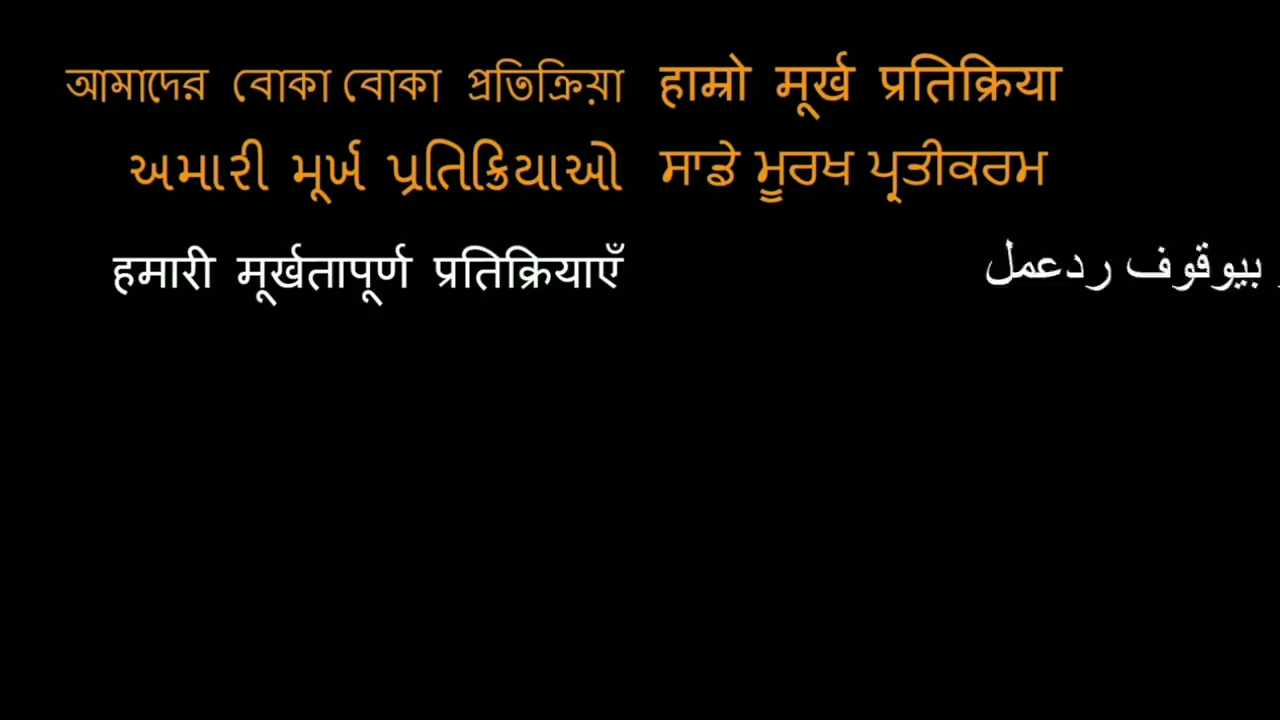 আমাদের বোকা বোকা প্রতিক্রিয়া हाम्रो मूर्ख प्रतिक्रिया
અમારી મૂર્ખ પ્રતિક્રિયાઓ ਸਾਡੇ ਮੂਰਖ ਪ੍ਰਤੀਕਰਮ
हमारी मूर्खतापूर्ण प्रतिक्रियाएँ بیوقوف ردعمل